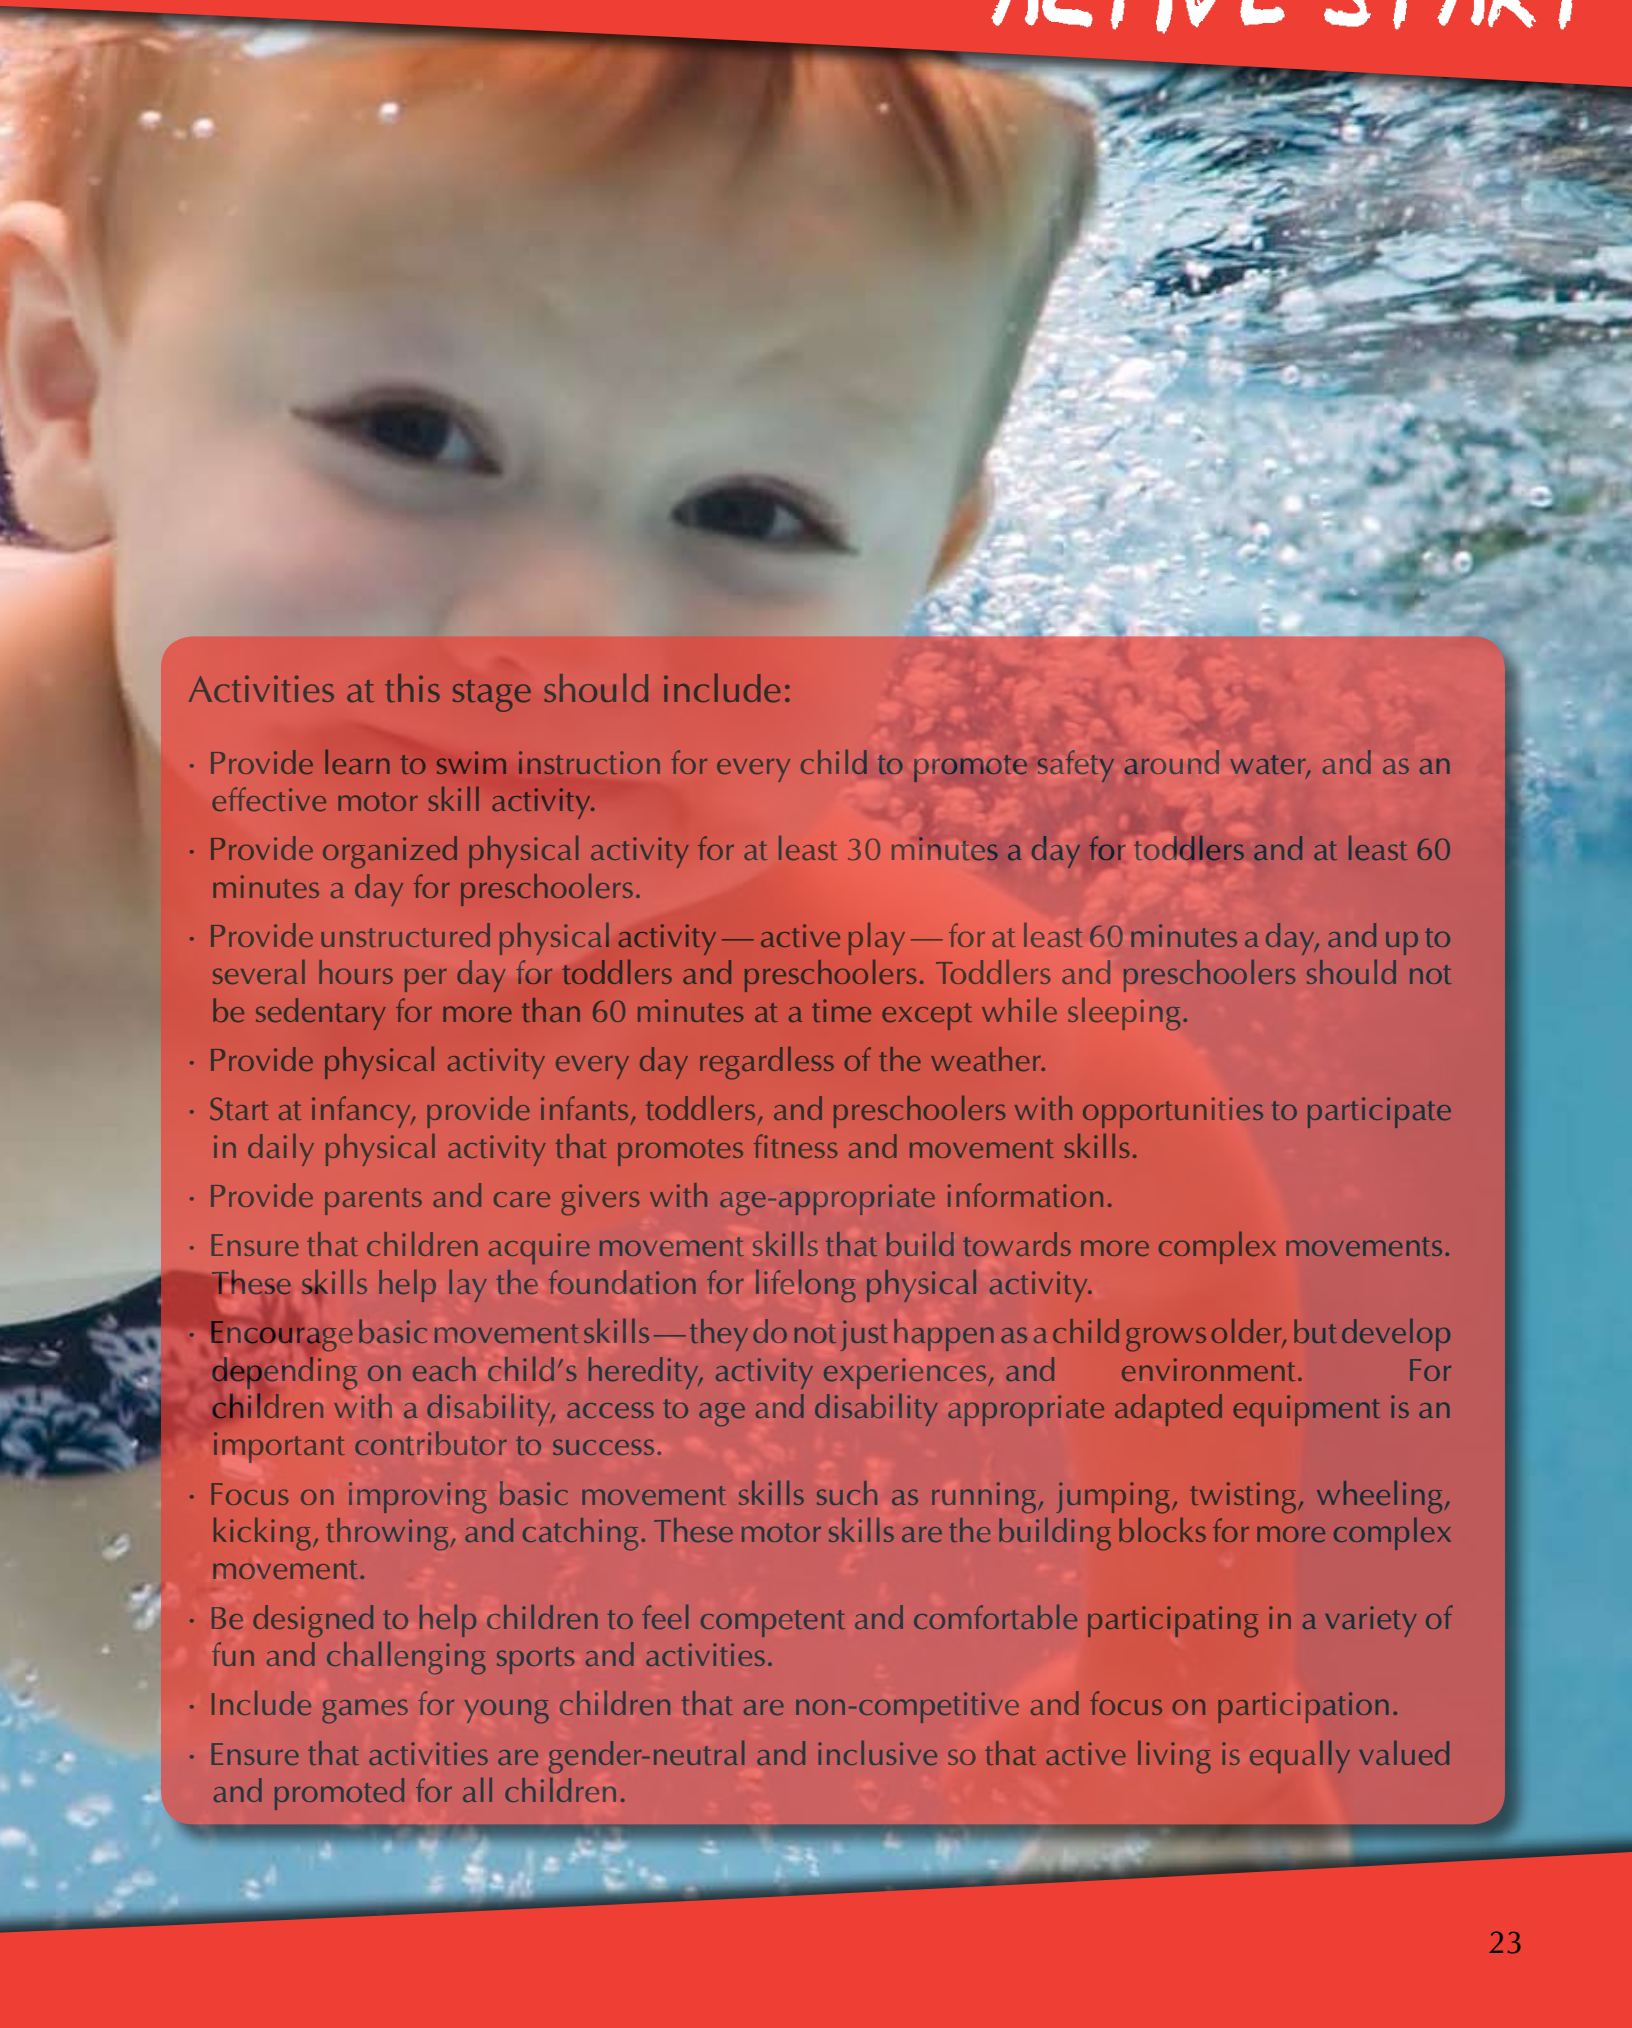 ACTIVE START
Activities at this stage should include:
· Provide learn to swim instruction for every child to promote safety around water, and as an
effective motor skill activity.
· Provide organized physical activity for at least 30 minutes a day for toddlers and at least 60
minutes a day for preschoolers.
· Provide unstructured physical activity — active play — for at least 60 minutes a day, and up to
several hours per day for toddlers and preschoolers. Toddlers and preschoolers should not
be sedentary for more than 60 minutes at a time except while sleeping.
· Provide physical activity every day regardless of the weather.
· Start at infancy, provide infants, toddlers, and preschoolers with opportunities to participate
in daily physical activity that promotes fitness and movement skills.
· Provide parents and care givers with age-appropriate information.
· Ensure that children acquire movement skills that build towards more complex movements.
These skills help lay the foundation for lifelong physical activity.
· Encourage basic movement skills — they do not just happen as a child grows older, but develop
depending on each child's heredity, activity experiences, and environment. For
children with a disability, access to age and disability appropriate adapted equipment is an
important contributor to success.
· Focus on improving basic movement skills such as running, jumping, twisting, wheeling,
kicking, throwing, and catching. These motor skills are the building blocks for more complex
movement.
· Be designed to help children to feel competent and comfortable participating in a variety of
fun and challenging sports and activities.
· Include games for young children that are non-competitive and focus on participation.
· Ensure that activities are gender-neutral and inclusive so that active living is equally valued
and promoted for all children.
23